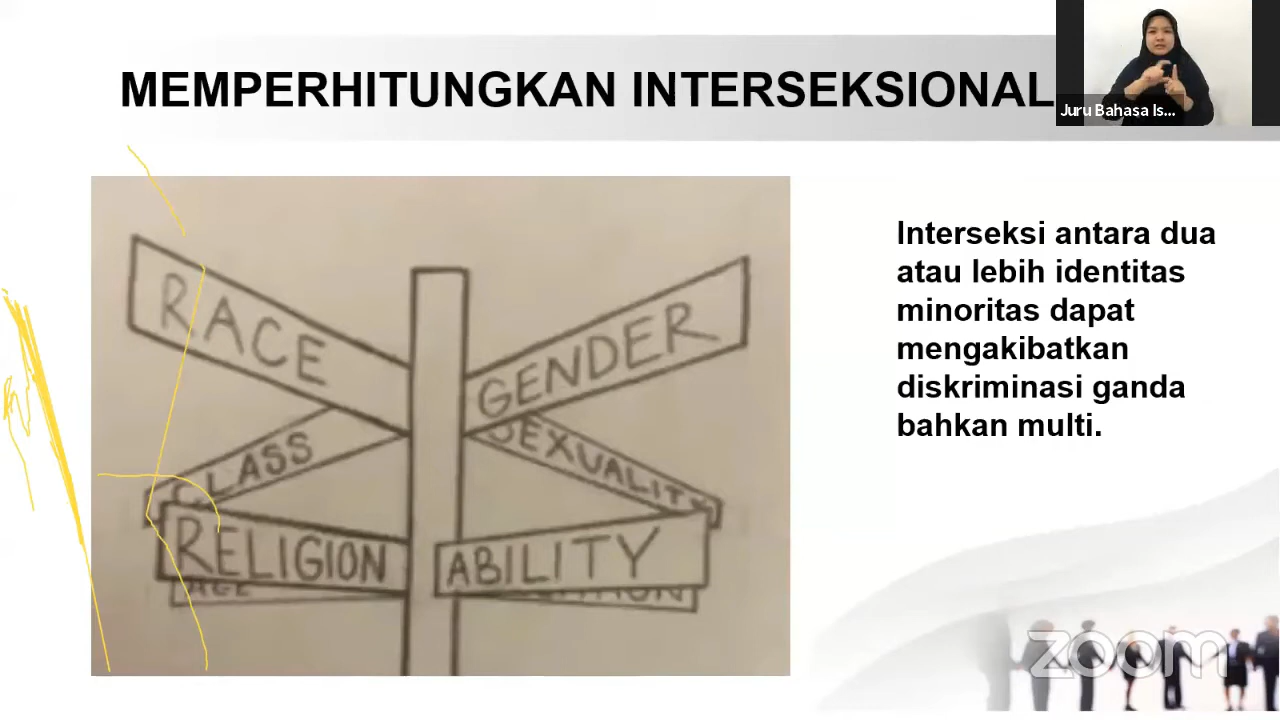 MEMPERHITUNGKAN INTERSEKSIONAL
Juru Bahasa Is...
RACE
GENDER
CLASS
SEXUALITY
RELIGION
ABILITY
AGE
Interseksi antara dua
atau lebih identitas
minoritas dapat
mengakibatkan
diskriminasi ganda
bahkan multi.
zoom